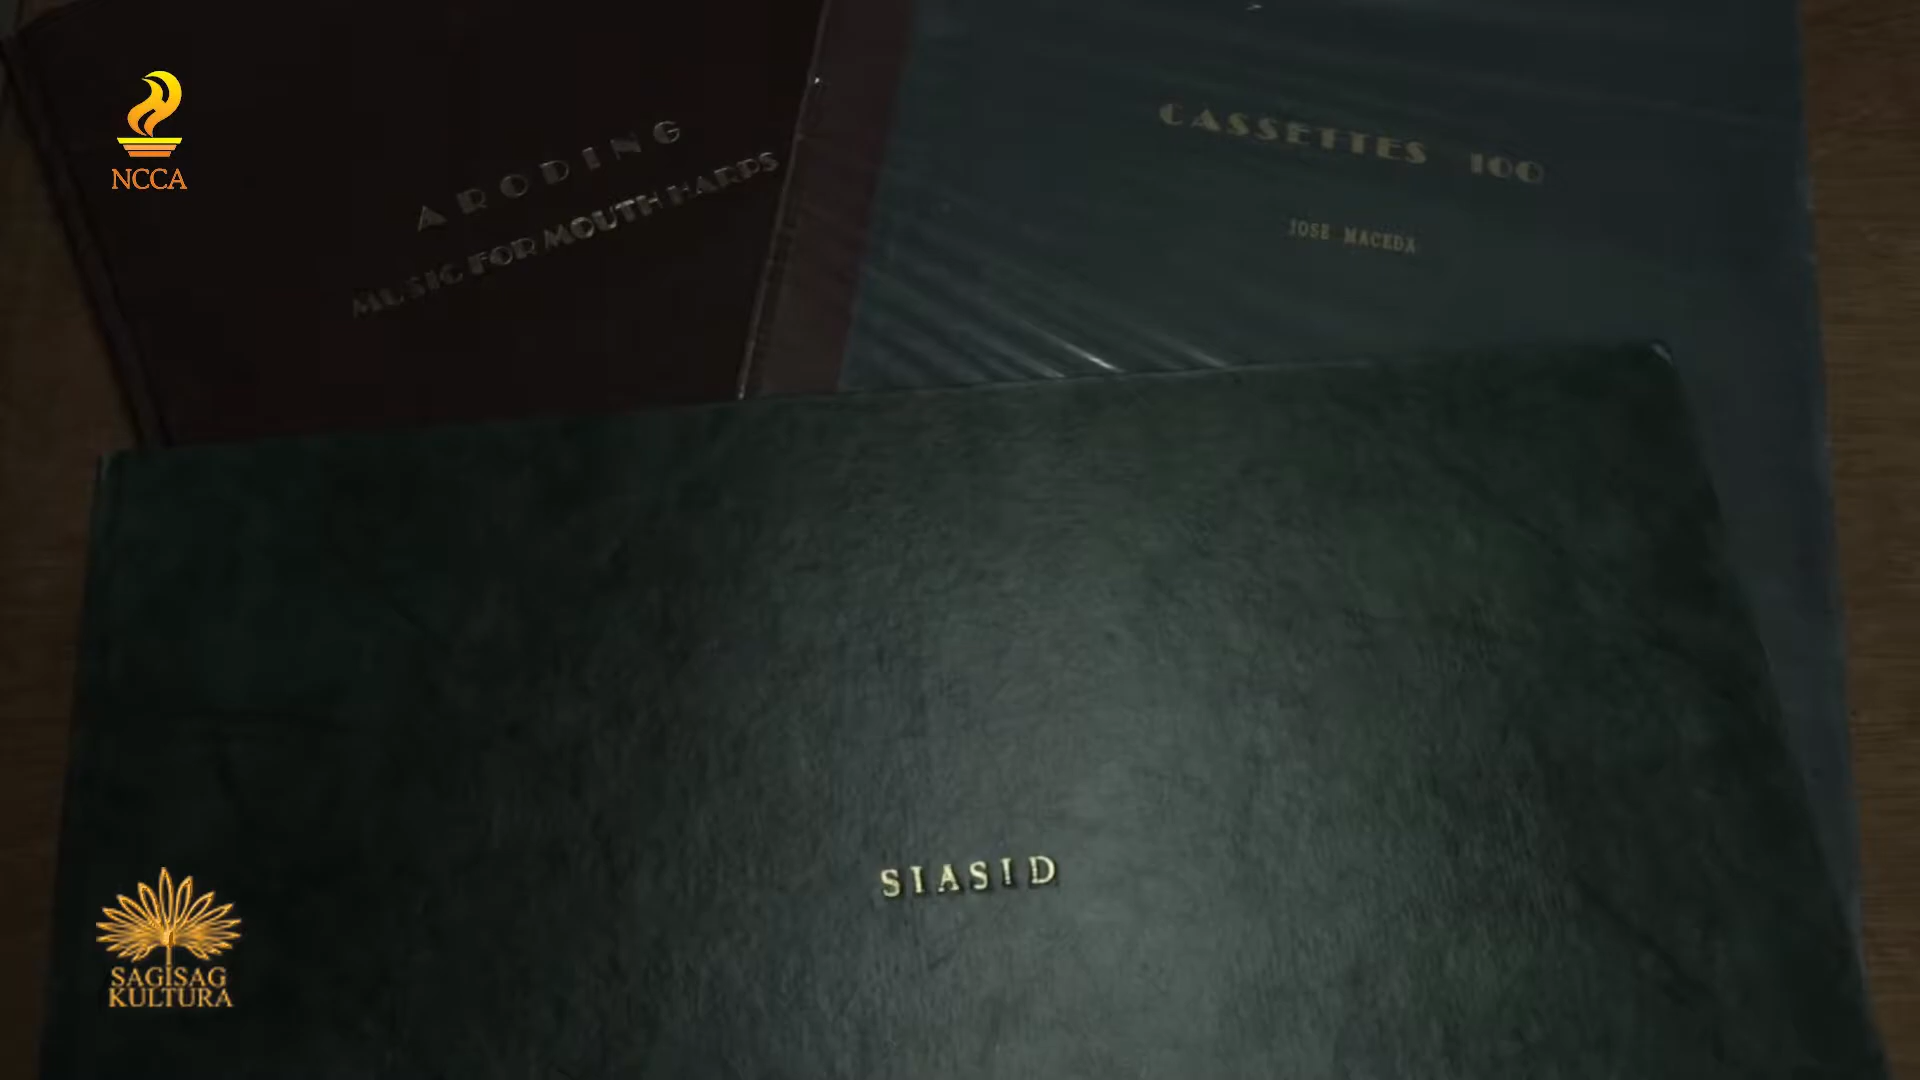 NCCA
ARODING
MUSIC FOR MOUTH HARPS
CASSETTES 100
JOSE MACEDA
SIASID
SAGISAG
KULTURA